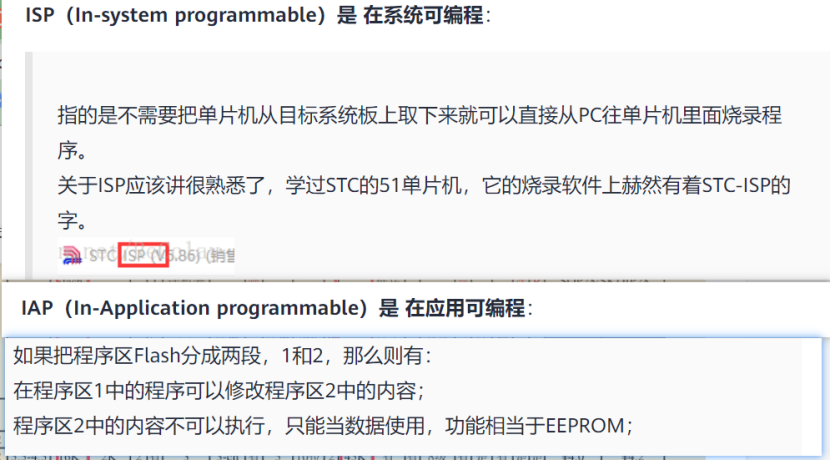 ISP（In-system programmable）是 在系统可编程：
指的是不需要把单片机从目标系统板上取下来就可以直接从PC往单片机里面烧录程
序。
关于ISP应该讲很熟悉了，学过STC的51单片机，它的烧录软件上赫然有着STC-ISP的
字。
STC-ISP (V6.86) (销售
IAP（In-Application programmable）是 在应用可编程：
如果把程序区Flash分成两段，1和2，那么则有：
在程序区1中的程序可以修改程序区2中的内容；
程序区2中的内容不可以执行，只能当数据使用，功能相当于EEPROM；